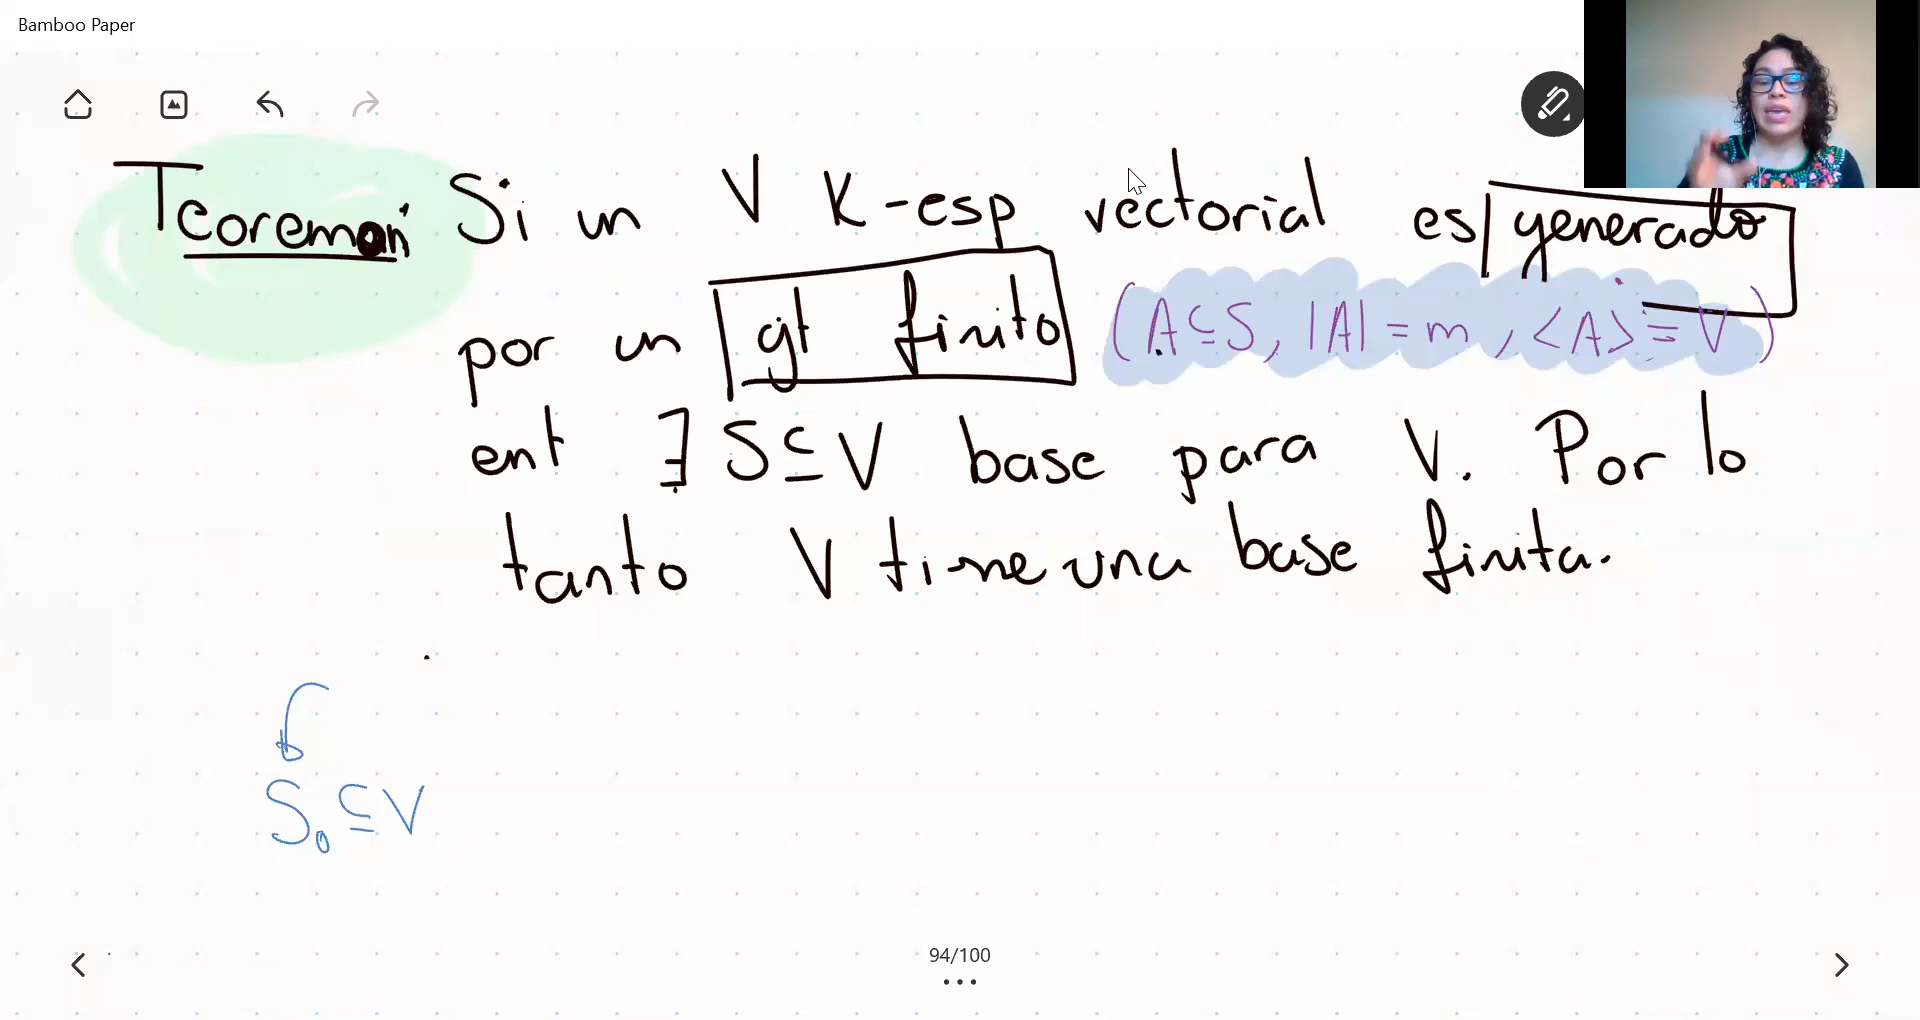 Bamboo Paper
Teorema: Si un V K-esp vectorial es generado
por un gt finito (A⊆S, |A|=m, <A>=V)
ent ∃ S⊆V base para V. Por lo
tanto V tiene una base finita.
S₀⊆V
94/100